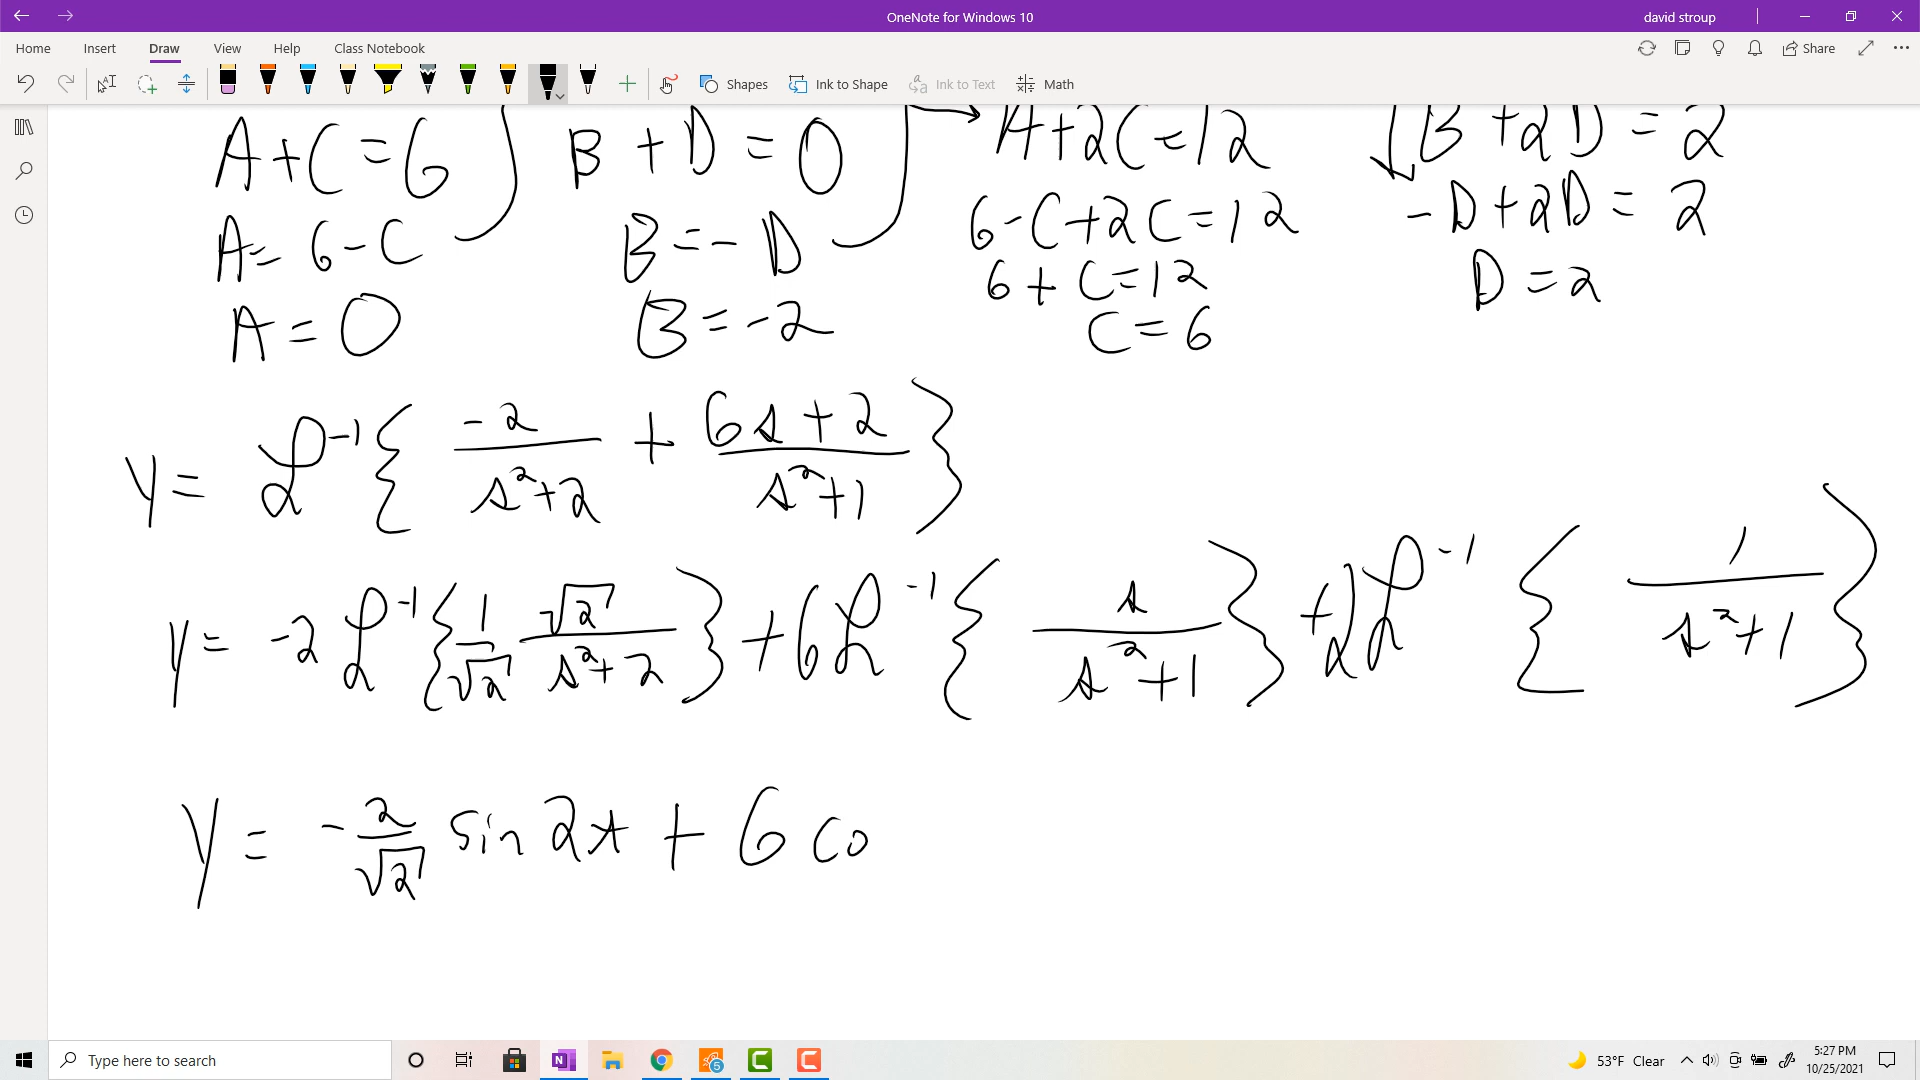 OneNote for Windows 10
david stroup
Home Insert Draw View Help Class Notebook
Share
Shapes Ink to Shape Ink to Text Math
A+C=6 B+D=0 A+2C=12 B+2D=2
A=6-C B=-D 6-C+2C=12 -D+2D=2
6+C=12 D=2
A=0 B=-2 C=6
y= ℒ⁻¹{ -2/(s²+2) + (6s+2)/(s²+1) }
y= -2ℒ⁻¹{ 1/√2 √2/(s²+2) } +6ℒ⁻¹{ s/(s²+1) } +2ℒ⁻¹{ 1/(s²+1) }
y= -2/√2 sin 2t + 6 co
Type here to search
5
53°F Clear
5:27 PM
10/25/2021